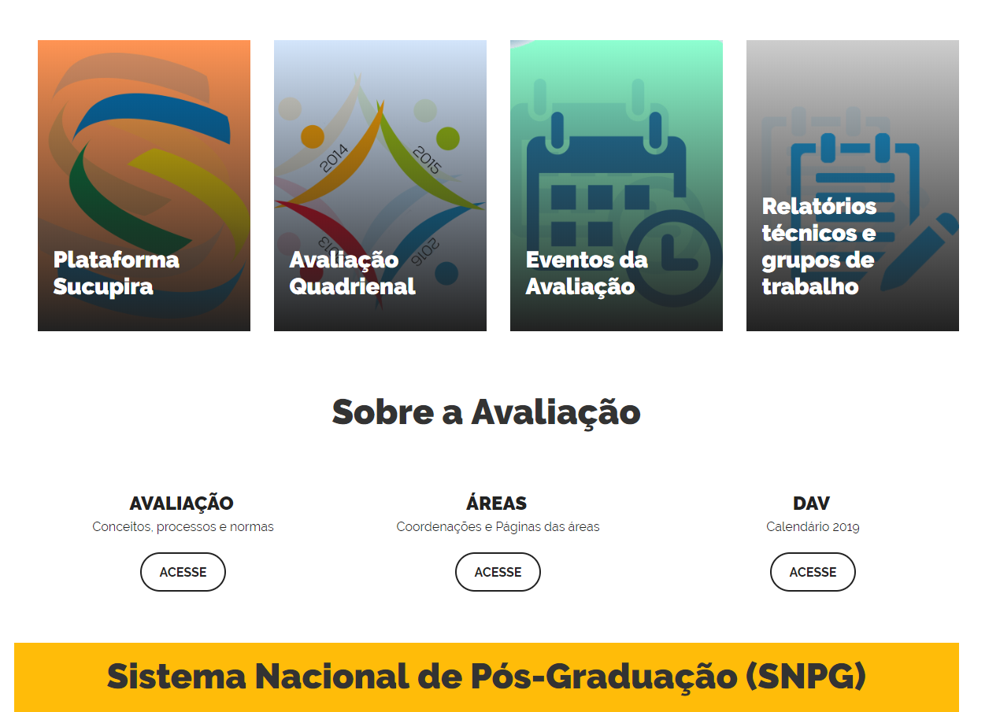 Plataforma
Sucupira
2014
2015
2013
2016
Avaliação
Quadrienal
Eventos da
Avaliação
Relatórios
técnicos e
grupos de
trabalho
Sobre a Avaliação
AVALIAÇÃO
Conceitos, processos e normas
ACESSE
ÁREAS
Coordenações e Páginas das áreas
ACESSE
DAV
Calendário 2019
ACESSE
Sistema Nacional de Pós-Graduação (SNPG)